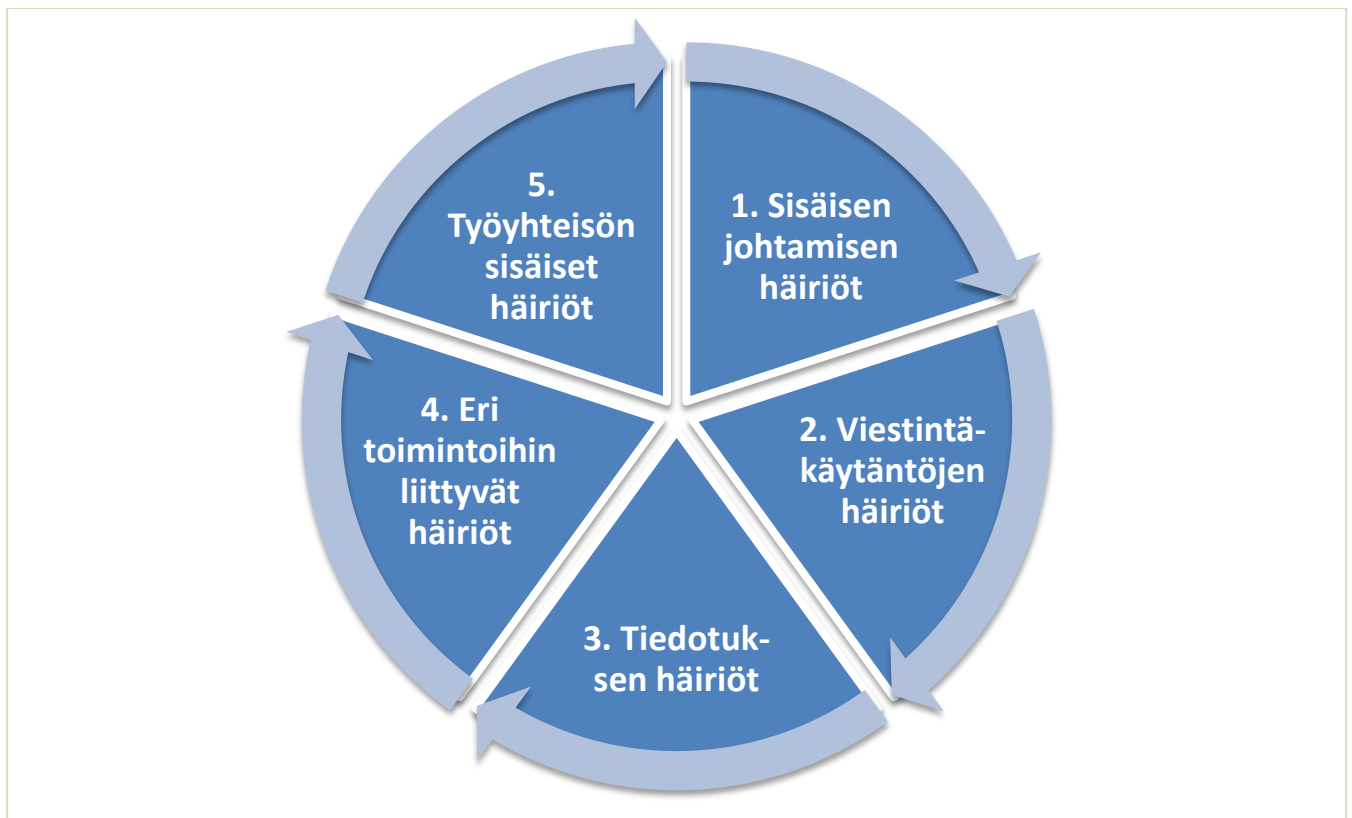 1. Sisäisen
johtamisen
häiriöt
2. Viestintä-
käytäntöjen
häiriöt
3. Tiedotuk-
sen häiriöt
4. Eri
toimintoihin
liittyvät
häiriöt
5.
Työyhteisön
sisäiset
häiriöt